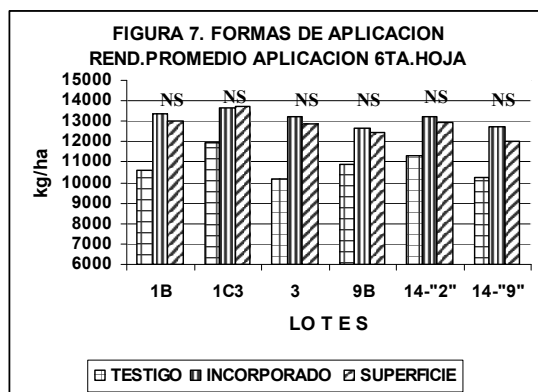 FIGURA 7. FORMAS DE APLICACION
REND.PROMEDIO APLICACION 6TA.HOJA
15000
14000
13000
12000
11000
10000
9000
8000
7000
6000
kg/ha
NS NS NS NS NS NS
1B 1C3 3 9B 14-"2" 14-"9"
LO T E S
TESTIGO INCORPORADO SUPERFICIE